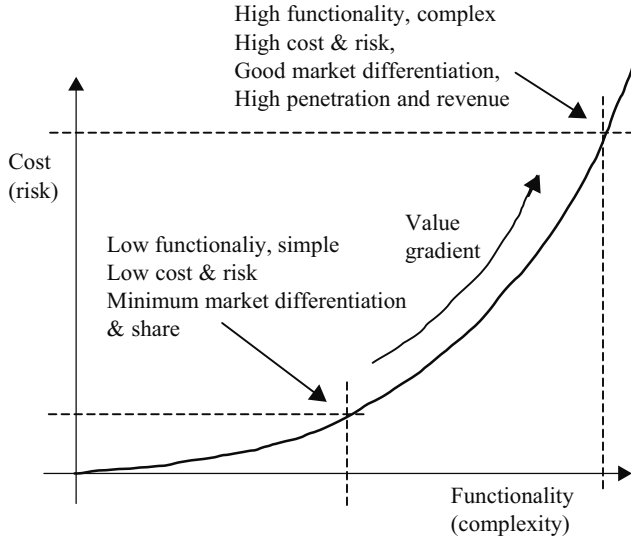 High functionality, complex
High cost & risk,
Good market differentiation,
High penetration and revenue
Cost
(risk)
Value
gradient
Low functionaliy, simple
Low cost & risk
Minimum market differentiation
& share
Functionality
(complexity)